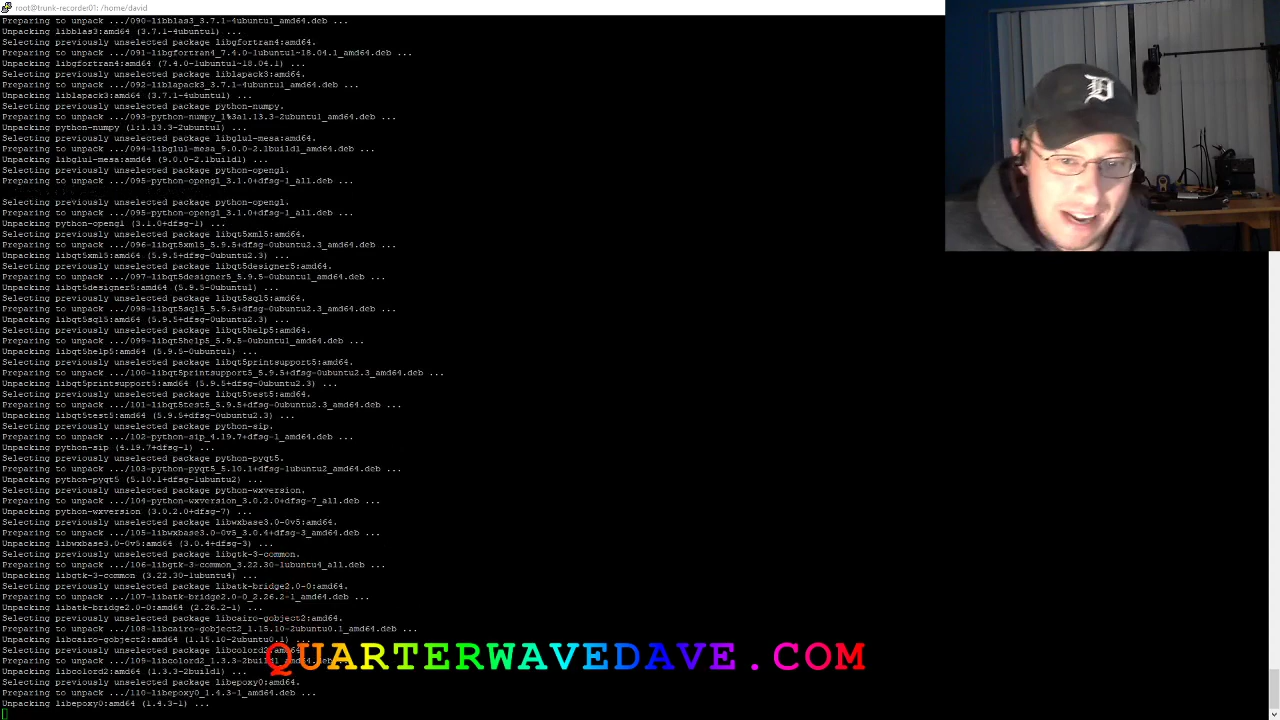 root@trunk-recorder01: /home/david
Preparing to unpack .../090-libblas3_3.7.1-4ubuntu1_amd64.deb ...
Unpacking libblas3:amd64 (3.7.1-4ubuntu1) ...
Selecting previously unselected package libgfortran4:amd64.
Preparing to unpack .../091-libgfortran4_7.4.0-1ubuntu1~18.04.1_amd64.deb ...
Unpacking libgfortran4:amd64 (7.4.0-1ubuntu1~18.04.1) ...
Selecting previously unselected package liblapack3:amd64.
Preparing to unpack .../092-liblapack3_3.7.1-4ubuntu1_amd64.deb ...
Unpacking liblapack3:amd64 (3.7.1-4ubuntu1) ...
Selecting previously unselected package python-numpy.
Preparing to unpack .../093-python-numpy_1%3a1.13.3-2ubuntu1_amd64.deb ...
Unpacking python-numpy (1:1.13.3-2ubuntu1) ...
Selecting previously unselected package libglu1-mesa:amd64.
Preparing to unpack .../094-libglu1-mesa_9.0.0-2.1build1_amd64.deb ...
Unpacking libglu1-mesa:amd64 (9.0.0-2.1build1) ...
Selecting previously unselected package python-opengl.
Preparing to unpack .../095-python-opengl_3.1.0+dfsg-1_all.deb ...
Selecting previously unselected package python-opengl.
Preparing to unpack .../095-python-opengl_3.1.0+dfsg-1_all.deb ...
Unpacking python-opengl (3.1.0+dfsg-1) ...
Selecting previously unselected package libqt5xml5:amd64.
Preparing to unpack .../096-libqt5xml5_5.9.5+dfsg-0ubuntu2.3_amd64.deb ...
Unpacking libqt5xml5:amd64 (5.9.5+dfsg-0ubuntu2.3) ...
Selecting previously unselected package libqt5designer5:amd64.
Preparing to unpack .../097-libqt5designer5_5.9.5-0ubuntu1_amd64.deb ...
Unpacking libqt5designer5:amd64 (5.9.5-0ubuntu1) ...
Selecting previously unselected package libqt5sql5:amd64.
Preparing to unpack .../098-libqt5sql5_5.9.5+dfsg-0ubuntu2.3_amd64.deb ...
Unpacking libqt5sql5:amd64 (5.9.5+dfsg-0ubuntu2.3) ...
Selecting previously unselected package libqt5help5:amd64.
Preparing to unpack .../099-libqt5help5_5.9.5-0ubuntu1_amd64.deb ...
Unpacking libqt5help5:amd64 (5.9.5-0ubuntu1) ...
Selecting previously unselected package libqt5printsupport5:amd64.
Preparing to unpack .../100-libqt5printsupport5_5.9.5+dfsg-0ubuntu2.3_amd64.deb ...
Unpacking libqt5printsupport5:amd64 (5.9.5+dfsg-0ubuntu2.3) ...
Selecting previously unselected package libqt5test5:amd64.
Preparing to unpack .../101-libqt5test5_5.9.5+dfsg-0ubuntu2.3_amd64.deb ...
Unpacking libqt5test5:amd64 (5.9.5+dfsg-0ubuntu2.3) ...
Selecting previously unselected package python-sip.
Preparing to unpack .../102-python-sip_4.19.7+dfsg-1_amd64.deb ...
Unpacking python-sip (4.19.7+dfsg-1) ...
Selecting previously unselected package python-pyqt5.
Preparing to unpack .../103-python-pyqt5_5.10.1+dfsg-1ubuntu2_amd64.deb ...
Unpacking python-pyqt5 (5.10.1+dfsg-1ubuntu2) ...
Selecting previously unselected package python-wxversion.
Preparing to unpack .../104-python-wxversion_3.0.2.0+dfsg-7_all.deb ...
Unpacking python-wxversion (3.0.2.0+dfsg-7) ...
Selecting previously unselected package libwxbase3.0-0v5:amd64.
Preparing to unpack .../105-libwxbase3.0-0v5_3.0.4+dfsg-3_amd64.deb ...
Unpacking libwxbase3.0-0v5:amd64 (3.0.4+dfsg-3) ...
Selecting previously unselected package libgtk-3-common.
Preparing to unpack .../106-libgtk-3-common_3.22.30-1ubuntu4_all.deb ...
Unpacking libgtk-3-common (3.22.30-1ubuntu4) ...
Selecting previously unselected package libatk-bridge2.0-0:amd64.
Preparing to unpack .../107-libatk-bridge2.0-0_2.26.2-1_amd64.deb ...
Unpacking libatk-bridge2.0-0:amd64 (2.26.2-1) ...
Selecting previously unselected package libcairo-gobject2:amd64.
Preparing to unpack .../108-libcairo-gobject2_1.15.10-2ubuntu0.1_amd64.deb ...
Unpacking libcairo-gobject2:amd64 (1.15.10-2ubuntu0.1) ...
Selecting previously unselected package libcolord2:amd64.
Preparing to unpack .../109-libcolord2_1.3.3-2build1_amd64.deb ...
Unpacking libcolord2:amd64 (1.3.3-2build1) ...
Selecting previously unselected package libepoxy0:amd64.
Preparing to unpack .../110-libepoxy0_1.4.3-1_amd64.deb ...
Unpacking libepoxy0:amd64 (1.4.3-1) ...
QUARTERWAVEDAVE.COM
D